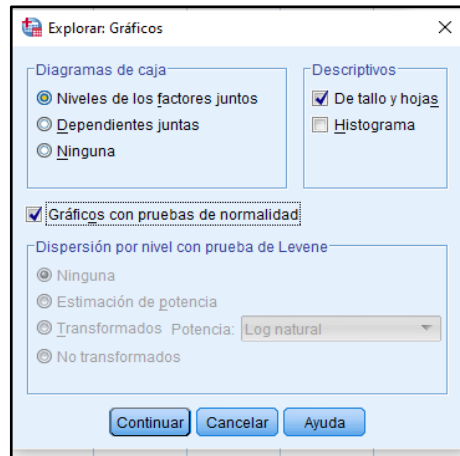 Explorar: Gráficos
Diagramas de caja
Niveles de los factores juntos
Dependientes juntas
Ninguna
Descriptivos
De tallo y hojas
Histograma
Gráficos con pruebas de normalidad
Dispersión por nivel con prueba de Levene
Ninguna
Estimación de potencia
Transformados Potencia: Log natural
No transformados
Continuar Cancelar Ayuda